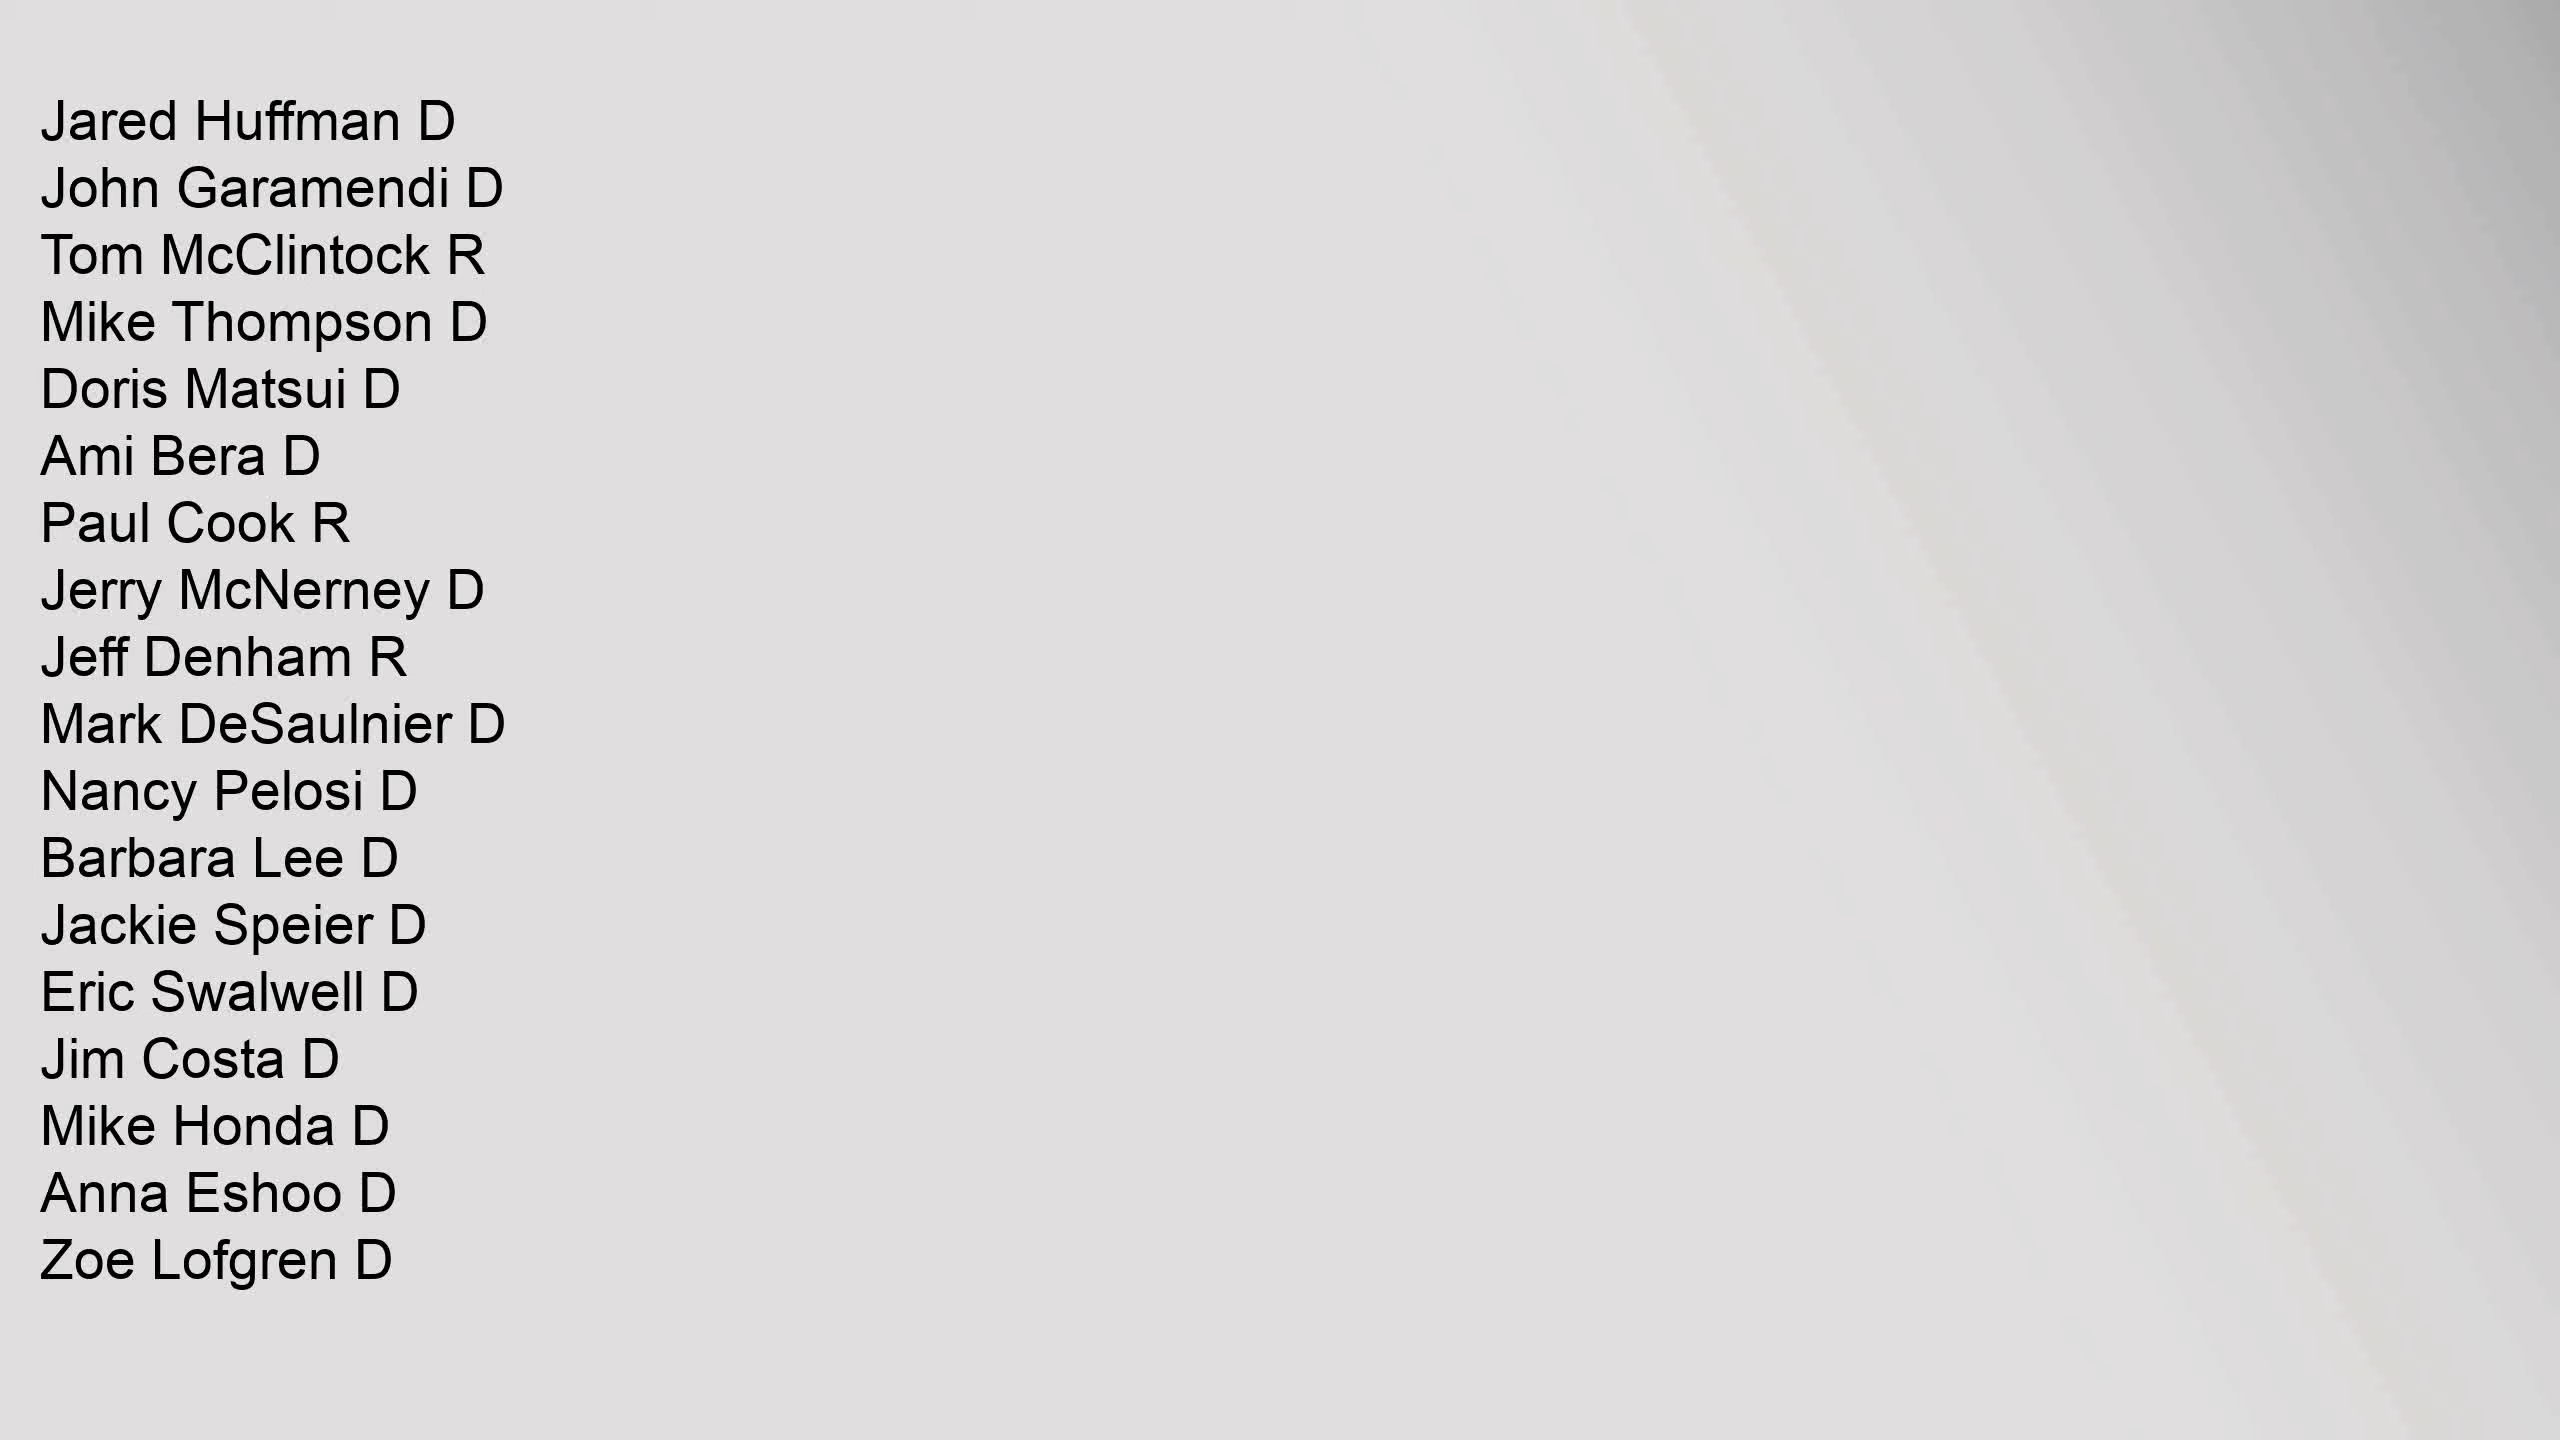 Jared Huffman D
John Garamendi D
Tom McClintock R
Mike Thompson D
Doris Matsui D
Ami Bera D
Paul Cook R
Jerry McNerney D
Jeff Denham R
Mark DeSaulnier D
Nancy Pelosi D
Barbara Lee D
Jackie Speier D
Eric Swalwell D
Jim Costa D
Mike Honda D
Anna Eshoo D
Zoe Lofgren D